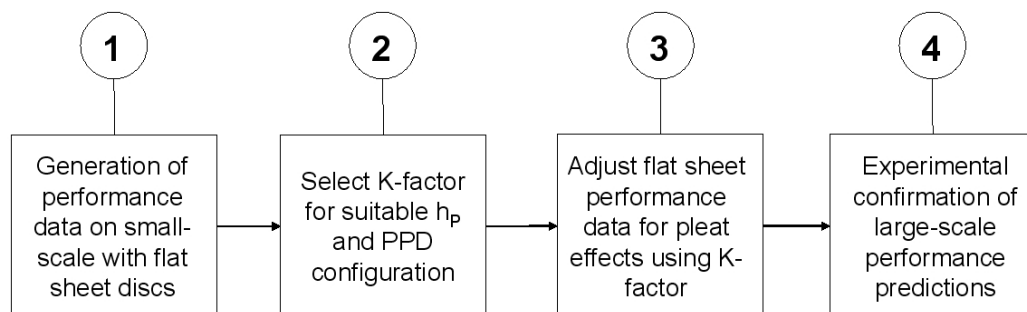 1
2
3
4
Generation of
performance
data on small-
scale with flat
sheet discs
Select K-factor
for suitable hP
and PPD
configuration
Adjust flat sheet
performance
data for pleat
effects using K-
factor
Experimental
confirmation of
large-scale
performance
predictions